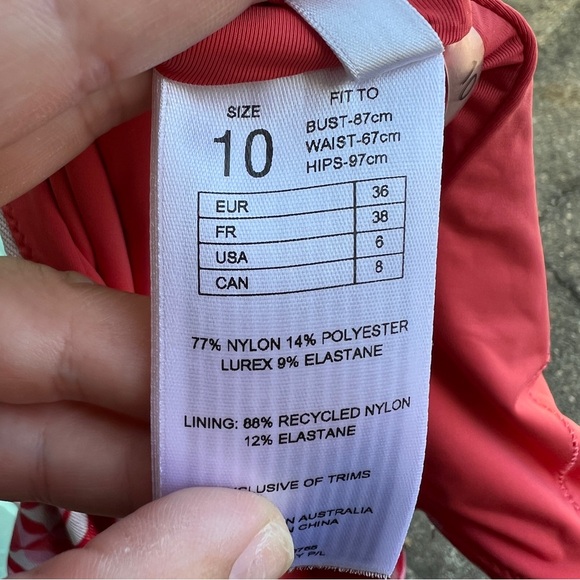 SIZE
10
FIT TO
BUST-87cm
WAIST-67cm
HIPS-97cm
EUR 36
FR 38
USA 6
CAN 8
77% NYLON 14% POLYESTER
LUREX 9% ELASTANE
LINING: 88% RECYCLED NYLON
12% ELASTANE
OF TRIMS
AUSTRALIA
CHINA
P/L